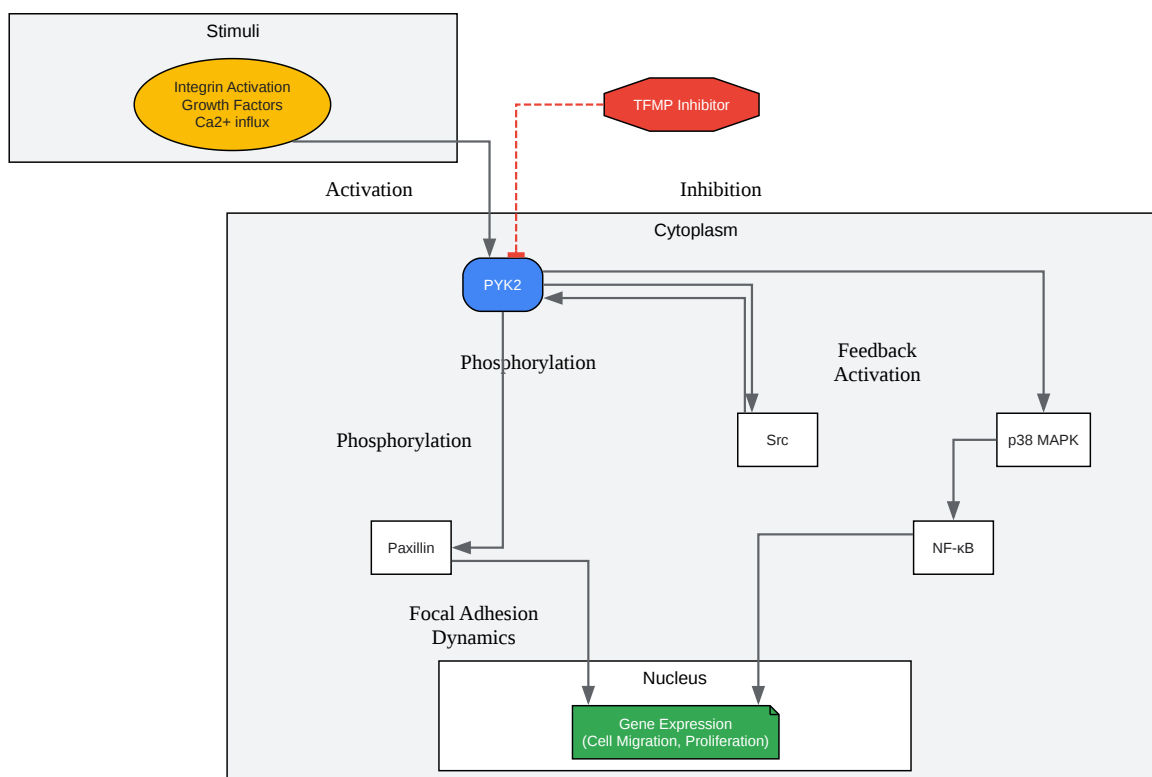 Stimuli
Integrin Activation
Growth Factors
Ca2+ influx
TFMP Inhibitor
Activation
Inhibition
Cytoplasm
PYK2
Phosphorylation
Feedback
Activation
Src
p38 MAPK
Phosphorylation
Paxillin
NF-κB
Focal Adhesion
Dynamics
Nucleus
Gene Expression
(Cell Migration, Proliferation)